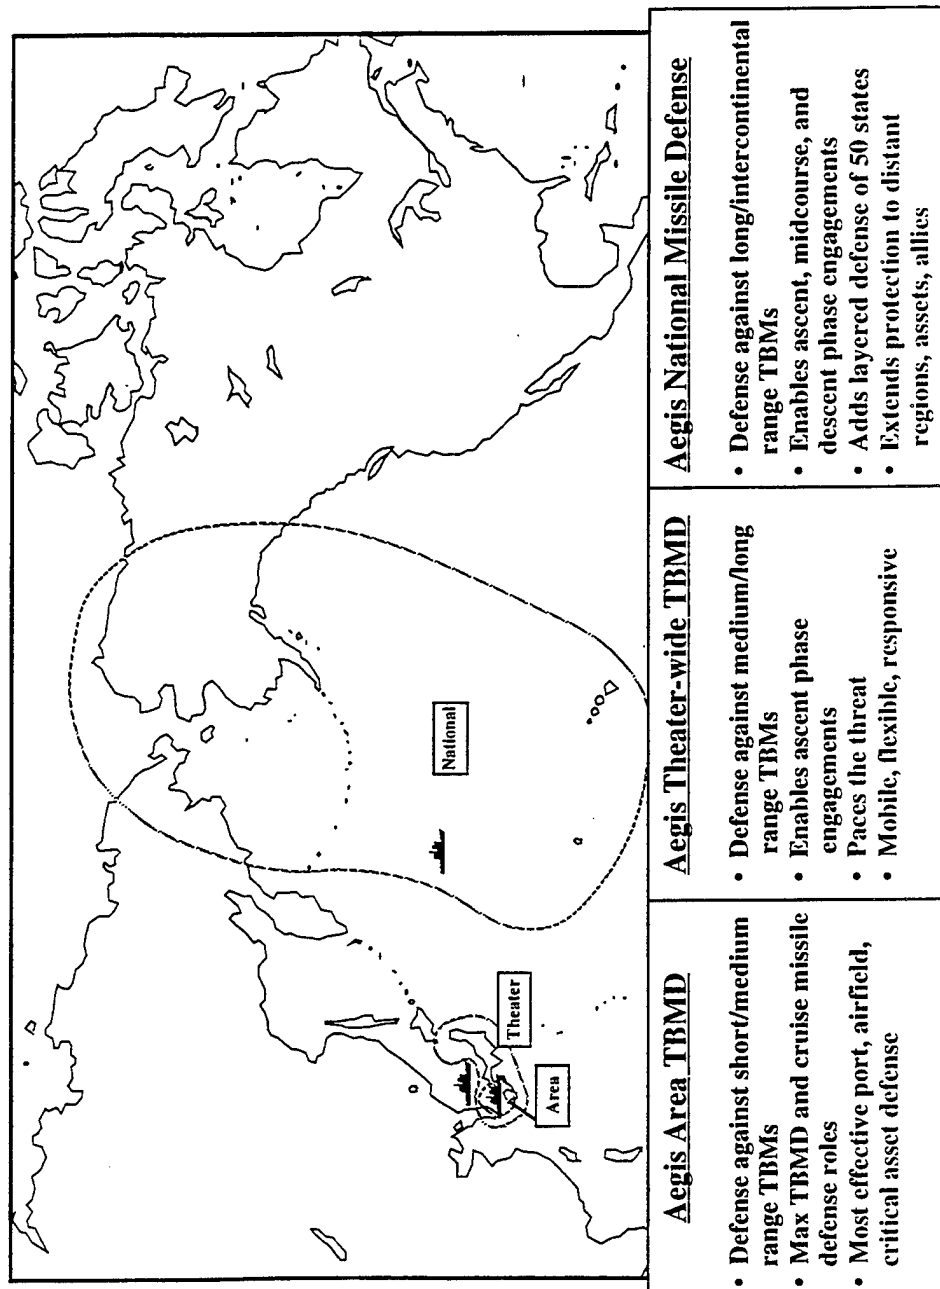 National
Theater
Area
Aegis Area TBMD
• Defense against short/medium
range TBMs
• Max TBMD and cruise missile
defense roles
• Most effective port, airfield,
critical asset defense
Aegis Theater-wide TBMD
• Defense against medium/long
range TBMs
• Enables ascent phase
engagements
• Paces the threat
• Mobile, flexible, responsive
Aegis National Missile Defense
• Defense against long/intercontinental
range TBMs
• Enables ascent, midcourse, and
descent phase engagements
• Adds layered defense of 50 states
• Extends protection to distant
regions, assets, allies